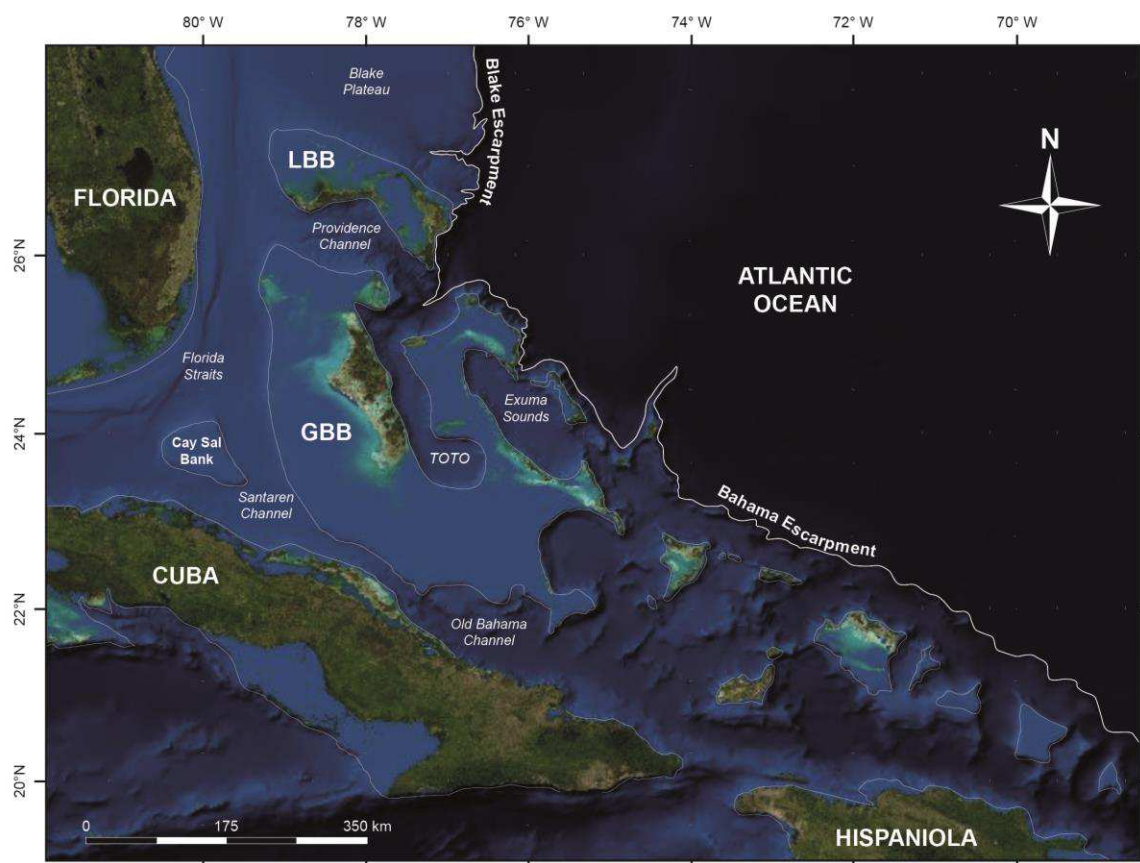 80° W
78° W
76° W
74° W
72° W
70° W
Blake
Plateau
Blake Escarpment
LBB
N
FLORIDA
Providence
Channel
26°N
ATLANTIC
OCEAN
Florida
Straits
Exuma
Sounds
24°N
Cay Sal
Bank
GBB
TOTO
Santaren
Channel
Bahama Escarpment
CUBA
22°N
Old Bahama
Channel
20°N
0
175
350 km
HISPANIOLA